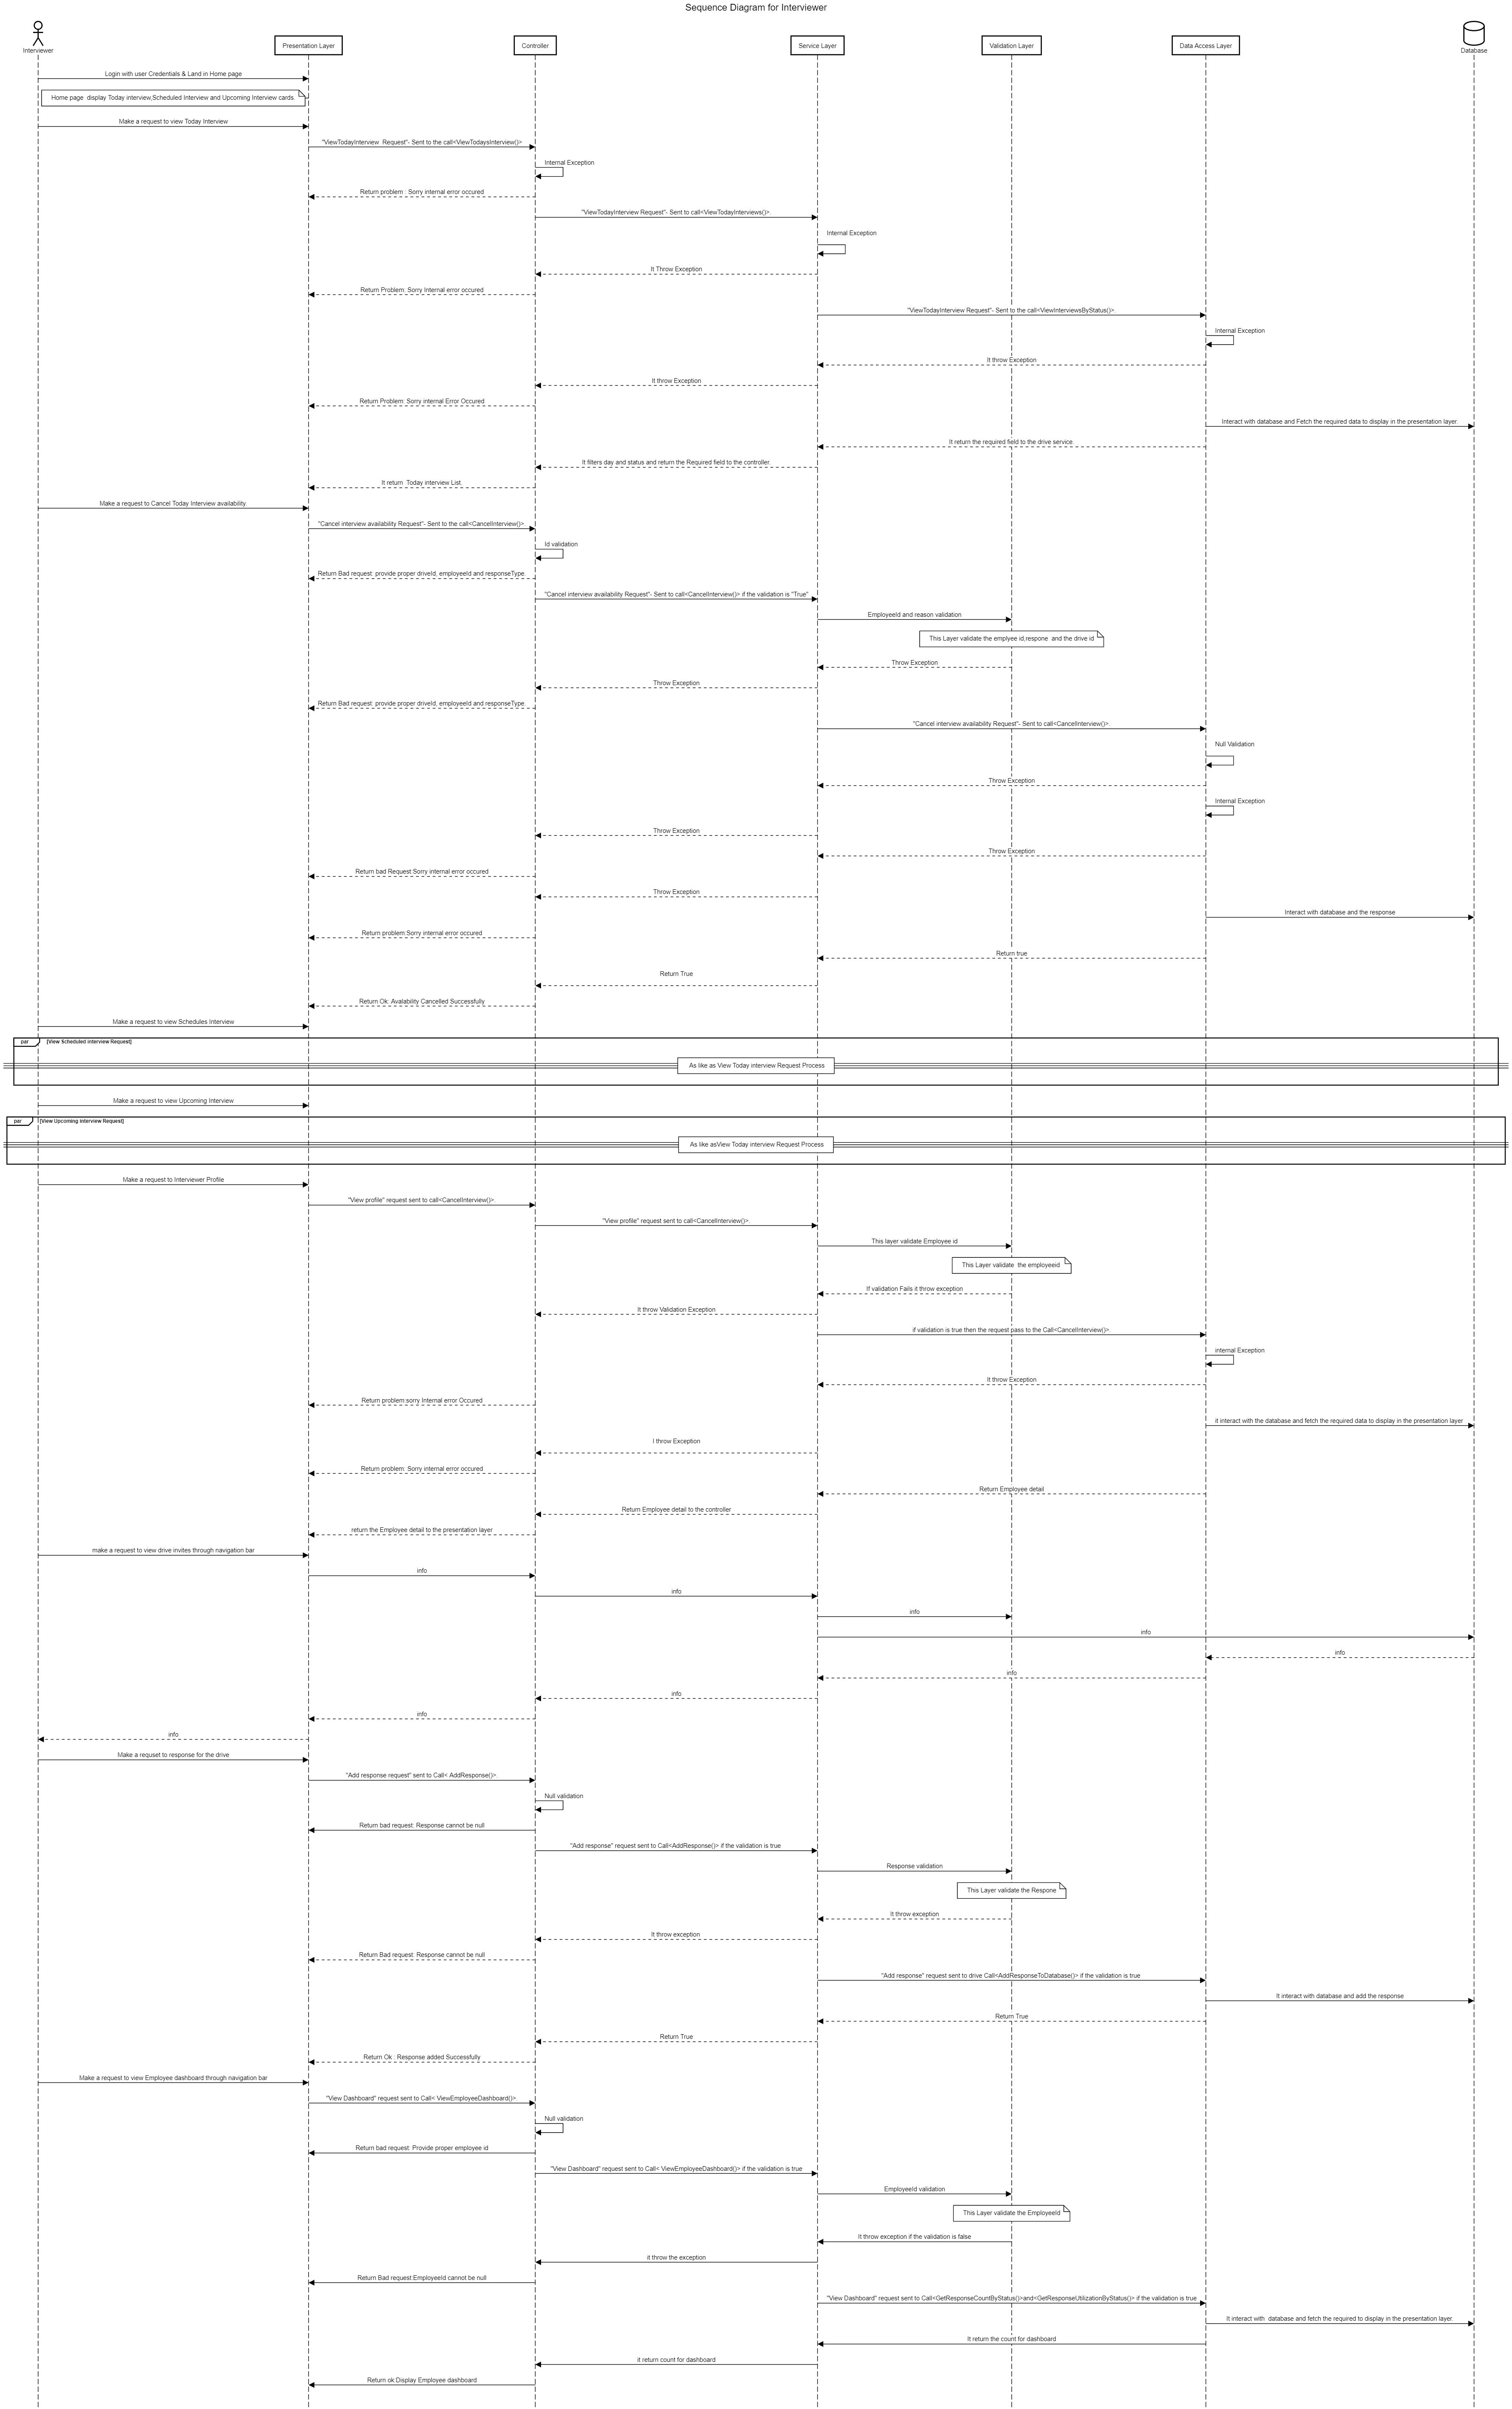 Sequence Diagram for Interviewer
Interviewer
Presentation Layer
Controller
Service Layer
Validation Layer
Data Access Layer
Database
Login with user Credentials & Land in Home page
Home page  display Today interview,Scheduled Interview and Upcoming Interview cards.
Make a request to view Today Interview
"ViewTodayInterview  Request"- Sent to the call<ViewTodaysInterview()>
Internal Exception
Return problem : Sorry internal error occured
"ViewTodayInterview Request"- Sent to call<ViewTodayInterviews()>.
Internal Exception
It Throw Exception
Return Problem: Sorry Internal error occured
"ViewTodayInterview Request"- Sent to the call<ViewInterviewsByStatus()>.
Internal Exception
It throw Exception
It throw Exception
Return Problem: Sorry internal Error Occured
Interact with database and Fetch the required data to display in the presentation layer.
It return the required field to the drive service.
It filters day and status and return the Required field to the controller.
It return  Today interview List.
Make a request to Cancel Today Interview availability.
"Cancel interview availability Request"- Sent to the call<CancelInterview()>.
Id validation
Return Bad request: provide proper driveId, employeeId and responseType.
"Cancel interview availability Request"- Sent to call<CancelInterview()> if the validation is "True"
EmployeeId and reason validation
This Layer validate the emplyee id,respone  and the drive id
Throw Exception
Throw Exception
Return Bad request: provide proper driveId, employeeId and responseType.
"Cancel interview availability Request"- Sent to call<CancelInterview()>.
Null Validation
Throw Exception
Internal Exception
Throw Exception
Throw Exception
Return bad Request:Sorry internal error occured
Throw Exception
Interact with database and the response
Return problem:Sorry internal error occured
Return true
Return True
Return Ok: Avalability Cancelled Successfully
Make a request to view Schedules Interview
par
[View Scheduled interview Request]
As like as View Today interview Request Process
Make a request to view Upcoming Interview
par
[View Upcoming interview Request]
As like asView Today interview Request Process
Make a request to Interviewer Profile
"View profile" request sent to call<CancelInterview()>.
"View profile" request sent to call<CancelInterview()>.
This layer validate Employee id
This Layer validate  the employeeid
If validation Fails it throw exception
It throw Validation Exception
if validation is true then the request pass to the Call<CancelInterview()>.
internal Exception
It throw Exception
Return problem:sorry Internal error Occured
it interact with the database and fetch the required data to display in the presentation layer
I throw Exception
Return problem: Sorry internal error occured
Return Employee detail
Return Employee detail to the controller
return the Employee detail to the presentation layer
make a request to view drive invites through navigation bar
info
info
info
info
info
info
info
info
info
Make a requset to response for the drive
"Add response request" sent to Call< AddResponse()>.
Null validation
Return bad request: Response cannot be null
"Add response" request sent to Call<AddResponse()> if the validation is true
Response validation
This Layer validate the Respone
It throw exception
It throw exception
Return Bad request: Response cannot be null
"Add response" request sent to drive Call<AddResponseToDatabase()> if the validation is true
It interact with database and add the response
Return True
Return True
Return Ok : Response added Successfully
Make a request to view Employee dashboard through navigation bar
"View Dashboard" request sent to Call< ViewEmployeeDashboard()>.
Null validation
Return bad request: Provide proper employee id
"View Dashboard" request sent to Call< ViewEmployeeDashboard()> if the validation is true
EmployeeId validation
This Layer validate the EmployeeId
It throw exception if the validation is false
it throw the exception
Return Bad request:EmployeeId cannot be null
"View Dashboard" request sent to Call<GetResponseCountByStatus()>and<GetResponseUtilizationByStatus()> if the validation is true
It interact with  database and fetch the required to display in the presentation layer.
It return the count for dashboard
it return count for dashboard
Return ok:Display Employee dashboard